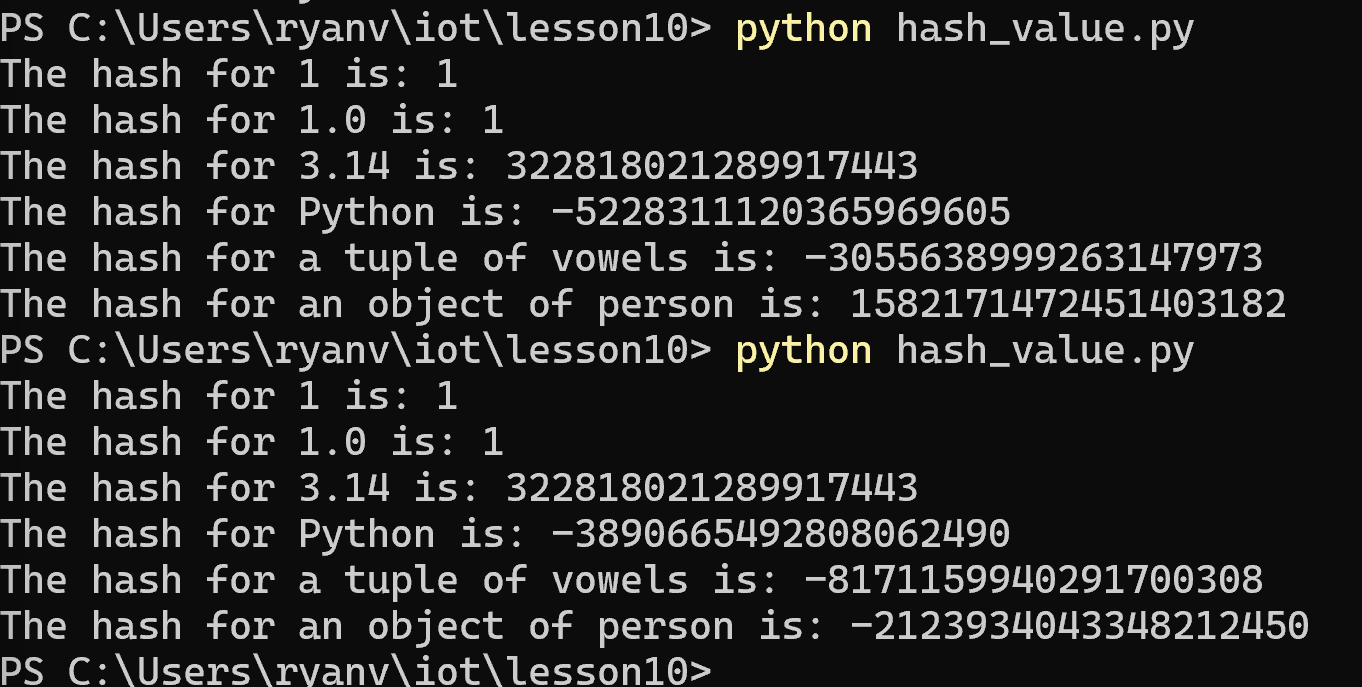 PS C:\Users\ryanv\iot\lesson10> python hash_value.py
The hash for 1 is: 1
The hash for 1.0 is: 1
The hash for 3.14 is: 322818021289917443
The hash for Python is: -5228311120365969605
The hash for a tuple of vowels is: -3055638999263147973
The hash for an object of person is: 1582171472451403182
PS C:\Users\ryanv\iot\lesson10> python hash_value.py
The hash for 1 is: 1
The hash for 1.0 is: 1
The hash for 3.14 is: 322818021289917443
The hash for Python is: -3890665492808062490
The hash for a tuple of vowels is: -8171159940291700308
The hash for an object of person is: -2123934043348212450
PS C:\Users\ryanv\iot\lesson10>